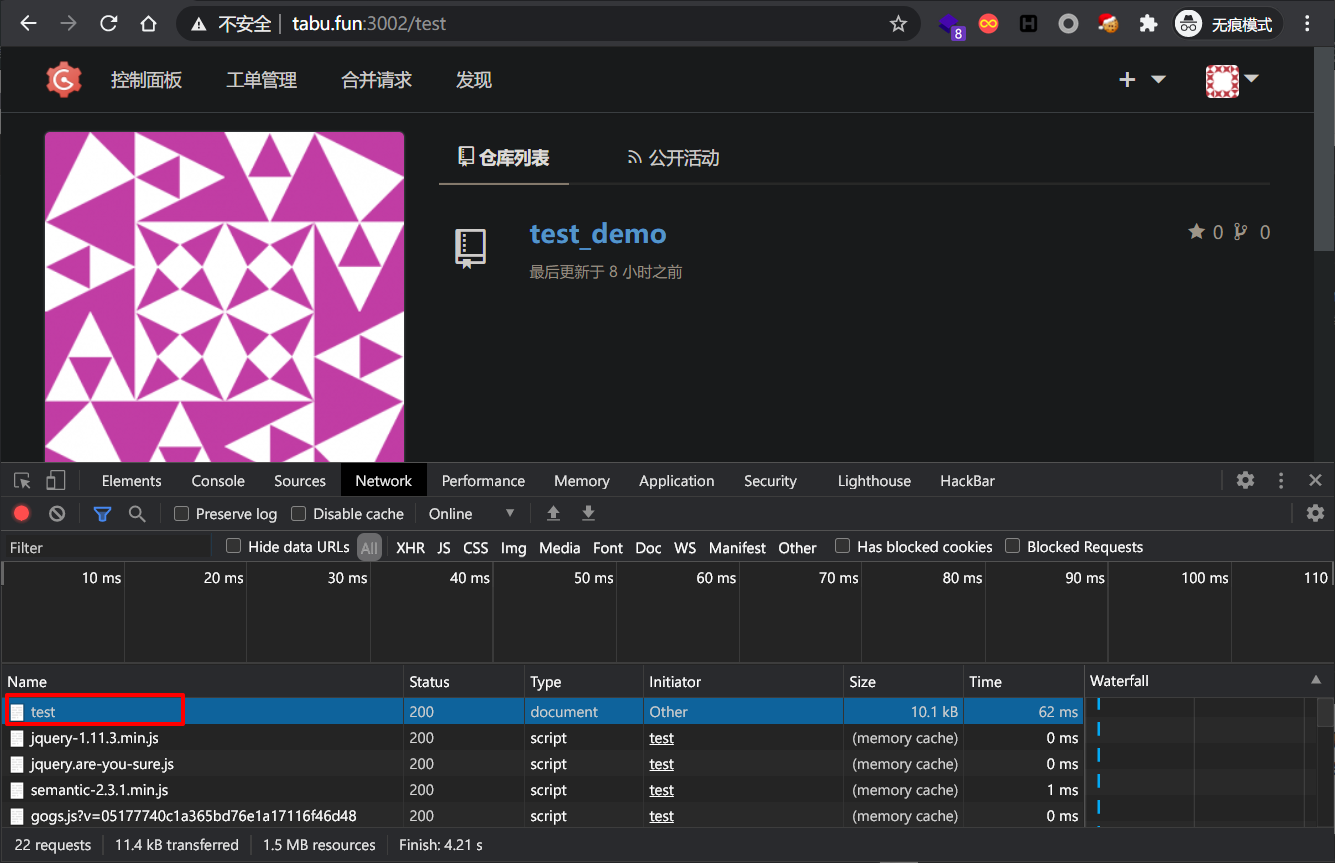 不安全 | tabu.fun:3002/test 8 无痕模式
控制面板 工单管理 合并请求 发现
仓库列表 公开活动
test_demo 0 0
最后更新于 8 小时之前
Elements Console Sources Network Performance Memory Application Security Lighthouse HackBar
Preserve log Disable cache Online
Filter Hide data URLs All XHR JS CSS Img Media Font Doc WS Manifest Other Has blocked cookies Blocked Requests
10 ms 20 ms 30 ms 40 ms 50 ms 60 ms 70 ms 80 ms 90 ms 100 ms 110
Name Status Type Initiator Size Time Waterfall
test 200 document Other 10.1 kB 62 ms
jquery-1.11.3.min.js 200 script test (memory cache) 0 ms
jquery.are-you-sure.js 200 script test (memory cache) 0 ms
semantic-2.3.1.min.js 200 script test (memory cache) 1 ms
gogs.js?v=05177740c1a365bd76e1a17116f46d48 200 script test (memory cache) 0 ms
22 requests 11.4 kB transferred 1.5 MB resources Finish: 4.21 s